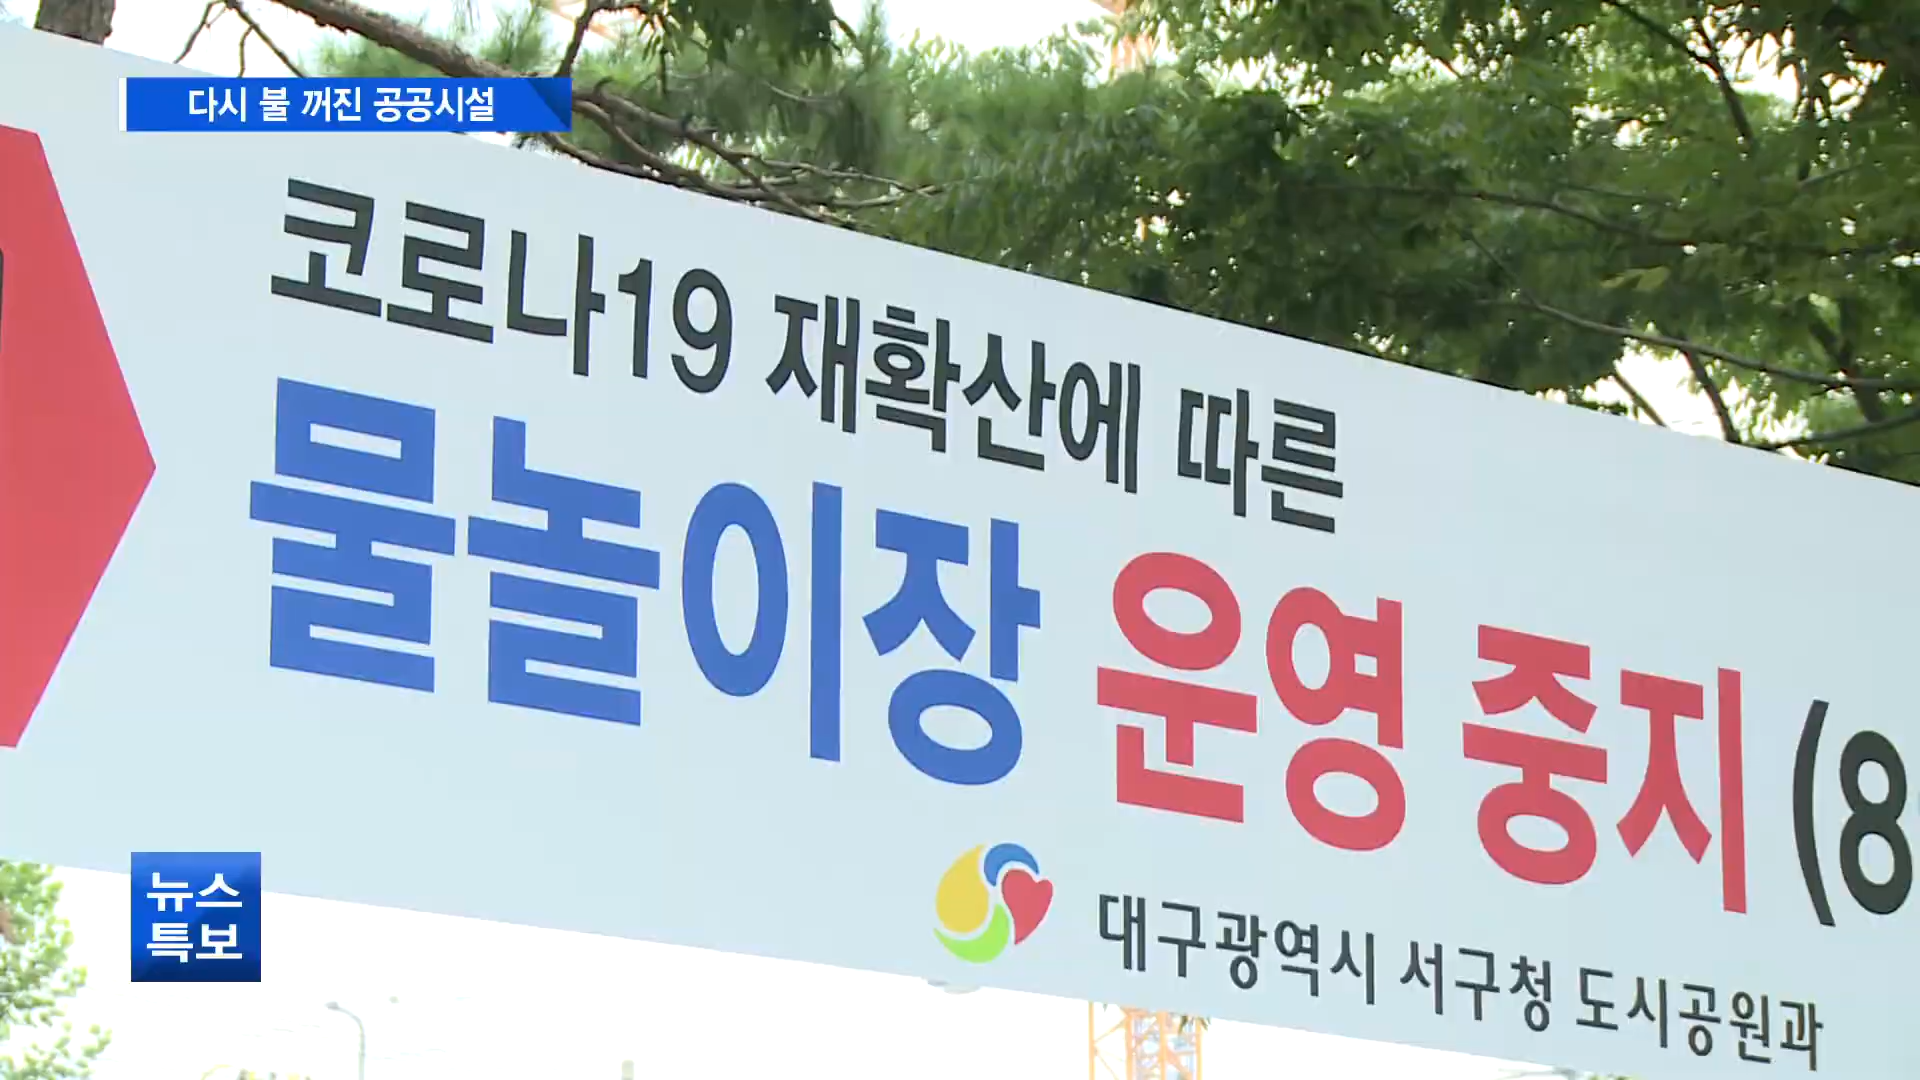 다시 불 꺼진 공공시설
코로나19 재확산에 따른
물놀이장 운영 중지 (8
대구광역시 서구청 도시공원과
뉴스
특보